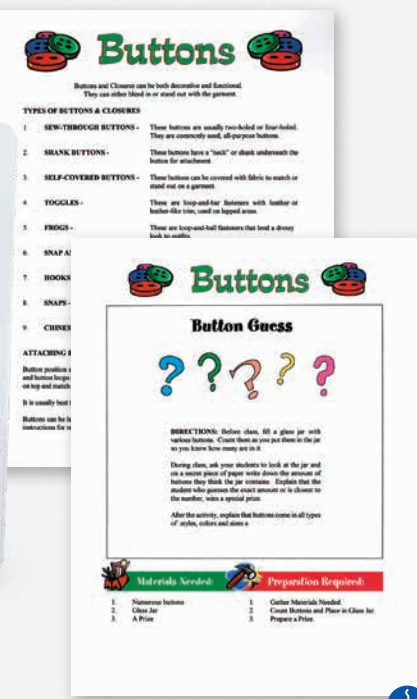 Buttons
Buttons and Closures can be both decorative and functional.
They can either blend in or stand out with the garment.
TYPES OF BUTTONS & CLOSURES
1. SEW-THROUGH BUTTONS - These buttons are usually two-holed or four-holed.
They are commonly used, all-purpose buttons.
2. SHANK BUTTONS - These buttons have a "neck" or shank underneath the
button for attachment.
3. SELF-COVERED BUTTONS - These buttons can be covered with fabric to match or
stand out on a garment.
4. TOGGLES - These are loop-and-bar fasteners with leather or
leather-like trim, used on lapped areas.
5. FROGS - These are loop-and-ball fasteners that lend a dressy
look to outfits.
6. SNAP
7. HOOKS
8. SNAPS -
9. CHINES
ATTACHING
Button position
and button loops
on top and match
It is usually best
Buttons can be
instructions for
Buttons
Button Guess
? ? ? ? ?
DIRECTIONS: Before class, fill a glass jar with
various buttons. Count them as you put them in the jar
so you know how many are in it.
During class, ask your students to look at the jar and
on a secret piece of paper write down the amount of
buttons they think the jar contains. Explain that the
student who guesses the exact amount or is closest to
the number, wins a special prize.
After the activity, explain that buttons come in all types
of styles, colors and sizes
Materials Needed: Preparation Required:
1. Numerous buttons 1. Gather Materials Needed.
2. Glass Jar 2. Count Buttons and Place in Glass Jar.
3. A Prize 3. Prepare a Prize.